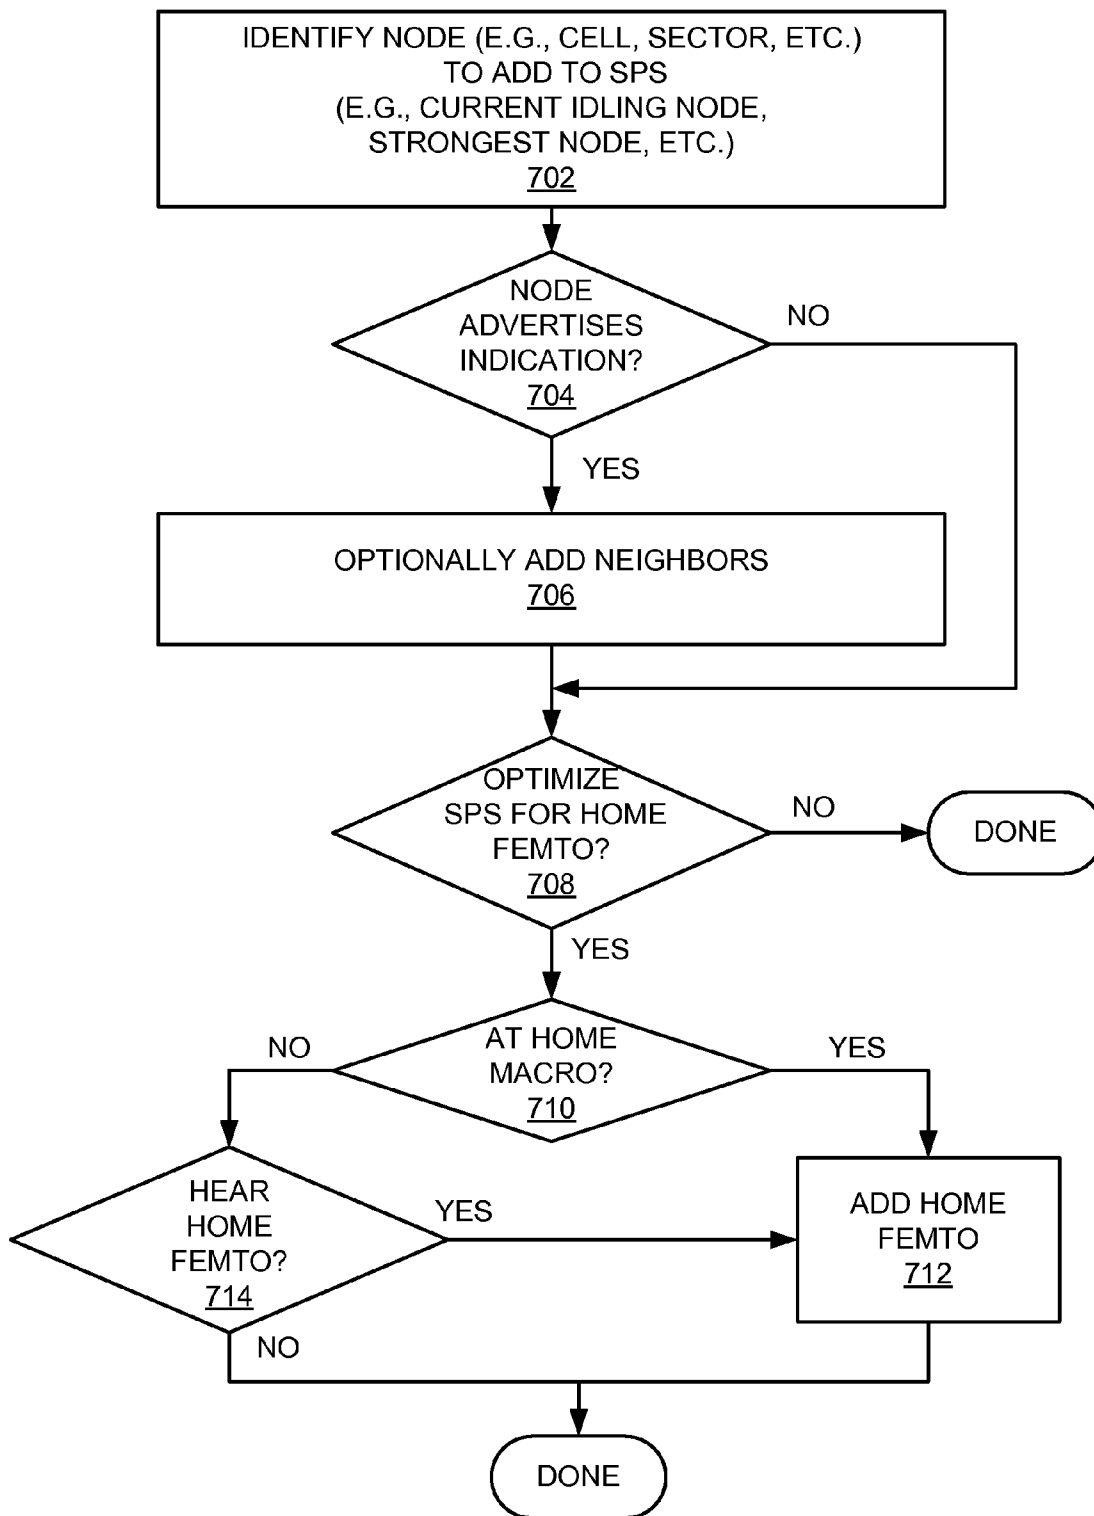 IDENTIFY NODE (E.G., CELL, SECTOR, ETC.)
TO ADD TO SPS
(E.G., CURRENT IDLING NODE,
STRONGEST NODE, ETC.)
702
NODE
ADVERTISES
INDICATION?
704
NO
YES
OPTIONALLY ADD NEIGHBORS
706
OPTIMIZE
SPS FOR HOME
FEMTO?
708
NO
DONE
YES
AT HOME
MACRO?
710
NO
YES
HEAR
HOME
FEMTO?
714
YES
NO
ADD HOME
FEMTO
712
DONE